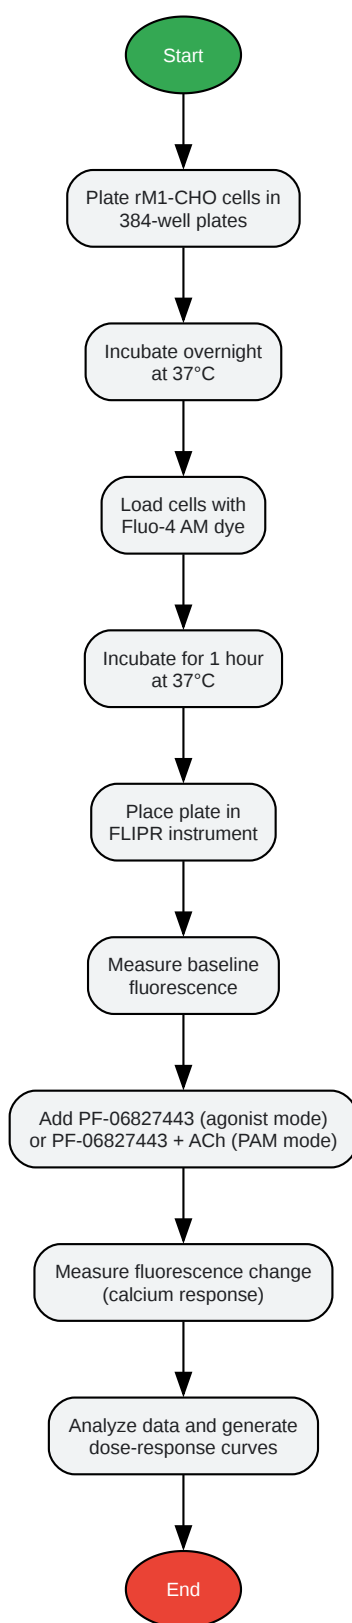 Start
Plate rM1-CHO cells in
384-well plates
Incubate overnight
at 37°C
Load cells with
Fluo-4 AM dye
Incubate for 1 hour
at 37°C
Place plate in
FLIPR instrument
Measure baseline
fluorescence
Add PF-06827443 (agonist mode)
or PF-06827443 + ACh (PAM mode)
Measure fluorescence change
(calcium response)
Analyze data and generate
dose-response curves
End